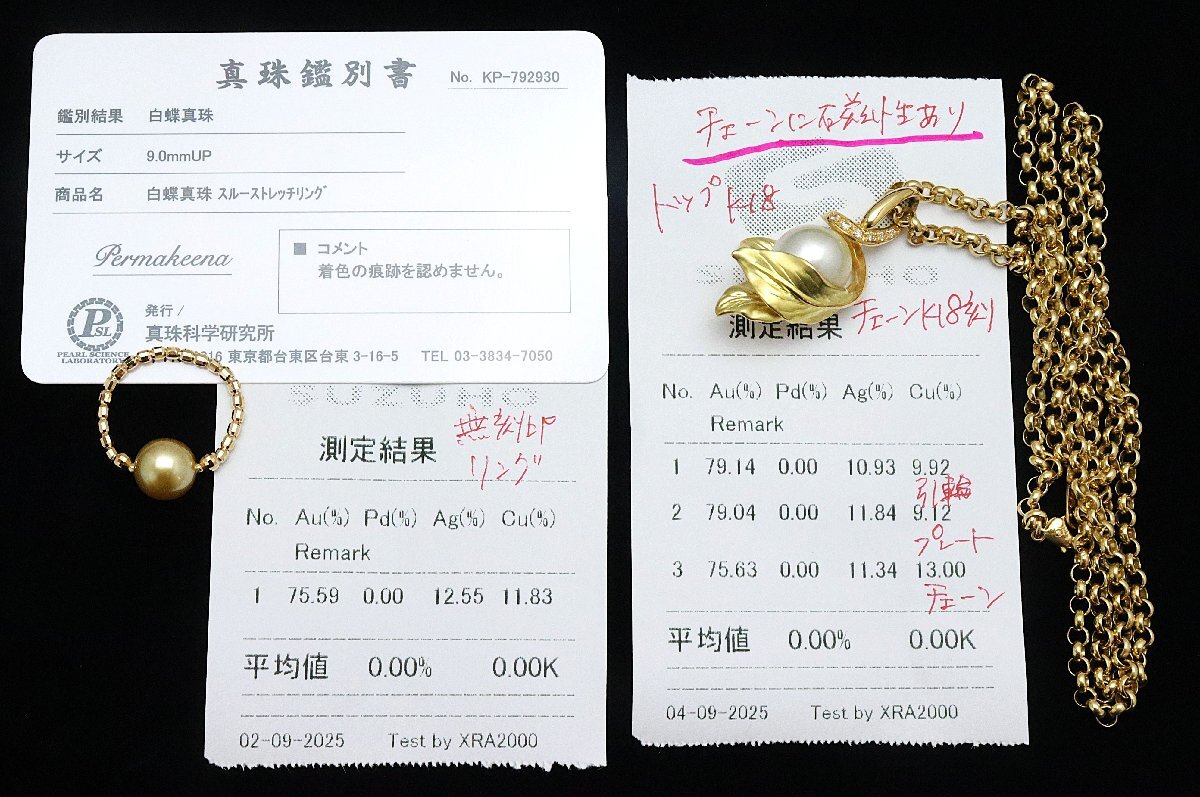 真珠鑑別書
No. KP-792930
鑑別結果 白蝶真珠
サイズ 9.0mmUP
商品名 白蝶真珠 スルーストレッチリング
Permakeena
■ コメント
着色の痕跡を認めません。
PSL
PEARL SCIENCE
LABORATORY
発行 /
真珠科学研究所
16 東京都台東区台東 3-16-5 TEL 03-3834-7050
無刻印
リング
測定結果
No. Au(%) Pd(%) Ag(%) Cu(%)
Remark
1 75.59 0.00 12.55 11.83
平均値 0.00% 0.00K
02-09-2025 Test by XRA2000
チェーンに石磁性あり
トップK18
チェーンK18刻
測定結果
No. Au(%) Pd(%) Ag(%) Cu(%)
Remark
1 79.14 0.00 10.93 9.92
引輪
2 79.04 0.00 11.84 9.12
プレート
3 75.63 0.00 11.34 13.00
チェーン
平均値 0.00% 0.00K
04-09-2025 Test by XRA2000